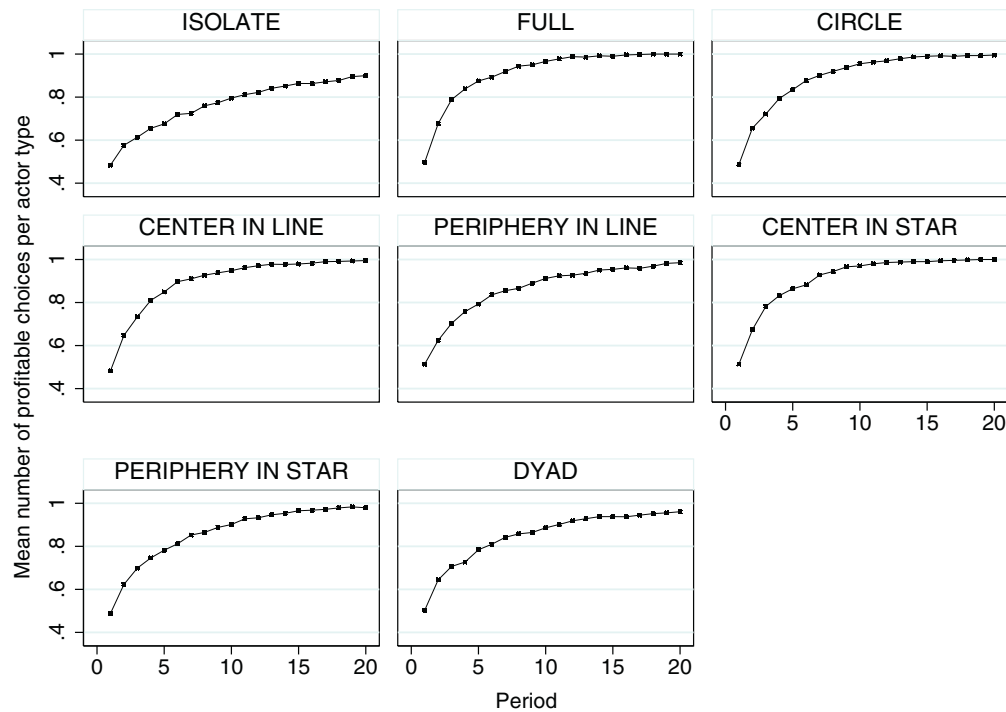 Mean number of profitable choices per actor type
ISOLATE FULL CIRCLE
1
.8
.6
.4
CENTER IN LINE PERIPHERY IN LINE CENTER IN STAR
1
.8
.6
.4
0 5 10 15 20
PERIPHERY IN STAR DYAD
1
.8
.6
.4
0 5 10 15 20 0 5 10 15 20
Period